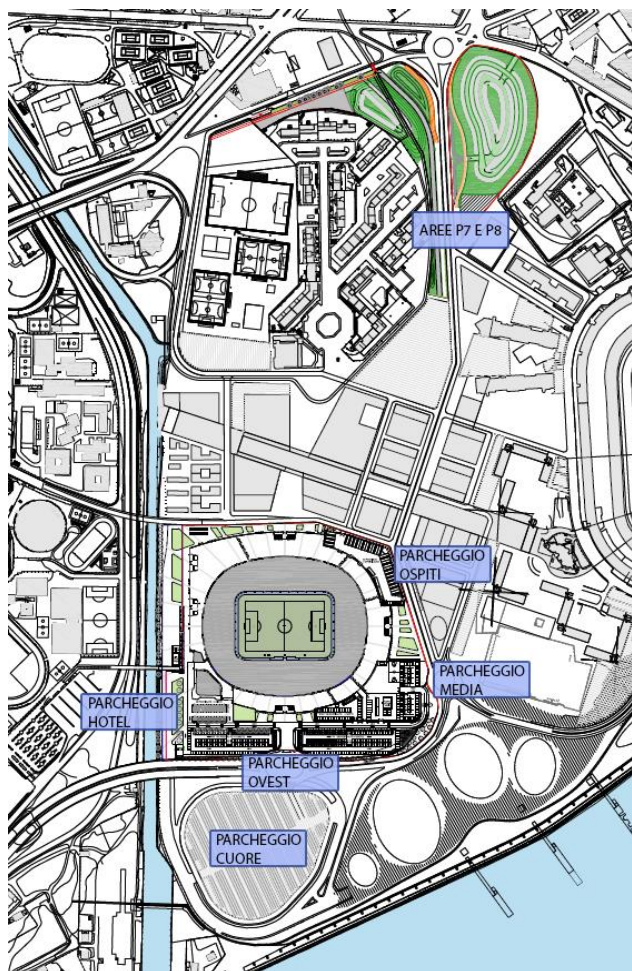 AREE P7 E P8
PARCHEGGIO
OSPITI
PARCHEGGIO
MEDIA
PARCHEGGIO
HOTEL
PARCHEGGIO
OVEST
PARCHEGGIO
CUORE